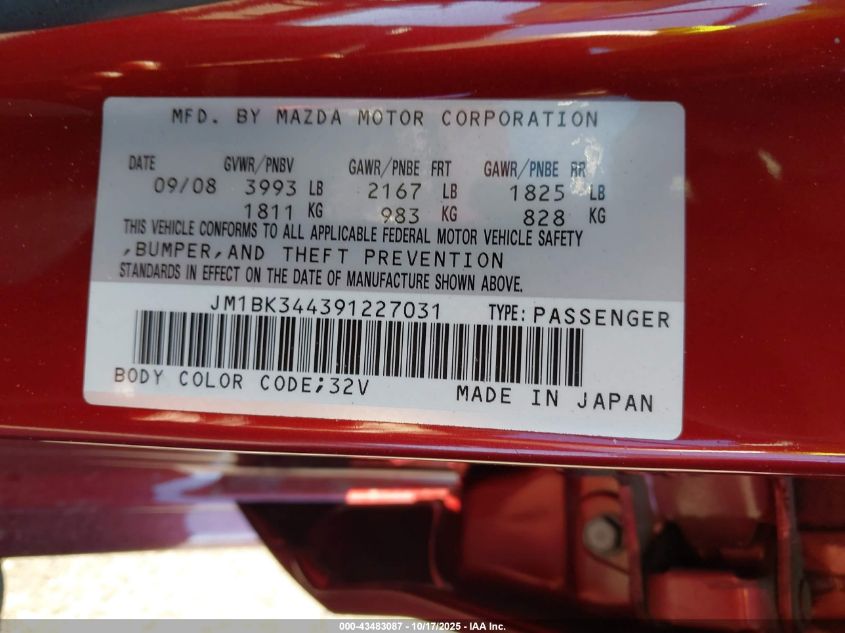 MFD. BY MAZDA MOTOR CORPORATION
DATE GVWR/PNBV GAWR/PNBE FRT GAWR/PNBE RR
09/08 3993 LB 2167 LB 1825 LB
1811 KG 983 KG 828 KG
THIS VEHICLE CONFORMS TO ALL APPLICABLE FEDERAL MOTOR VEHICLE SAFETY
,BUMPER,AND THEFT PREVENTION
STANDARDS IN EFFECT ON THE DATE OF MANUFACTURE SHOWN ABOVE.
JM1BK344391227031 TYPE: PASSENGER
BODY COLOR CODE;32V MADE IN JAPAN
000-43483087 - 10/17/2025 - IAA Inc.